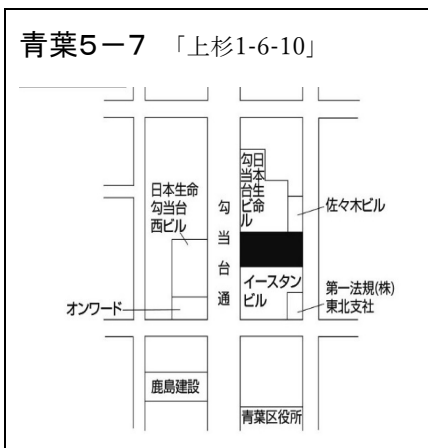 青葉5－7 「上杉1-6-10」
日本生命
勾当台
西ビル
勾当台通
日本生命
勾当台ビル
佐々木ビル
イースタン
ビル
第一法規(株)
東北支社
オンワード
鹿島建設
青葉区役所